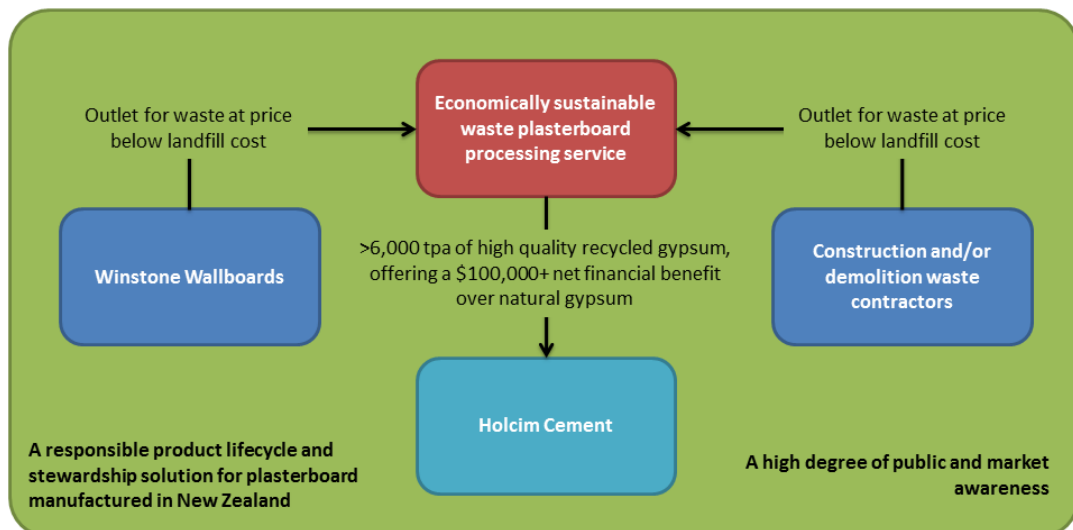 Economically sustainable
waste plasterboard
processing service
Outlet for waste at price
below landfill cost
Outlet for waste at price
below landfill cost
Winstone Wallboards
>6,000 tpa of high quality recycled gypsum,
offering a $100,000+ net financial benefit
over natural gypsum
Construction and/or
demolition waste
contractors
Holcim Cement
A responsible product lifecycle and
stewardship solution for plasterboard
manufactured in New Zealand
A high degree of public and market
awareness